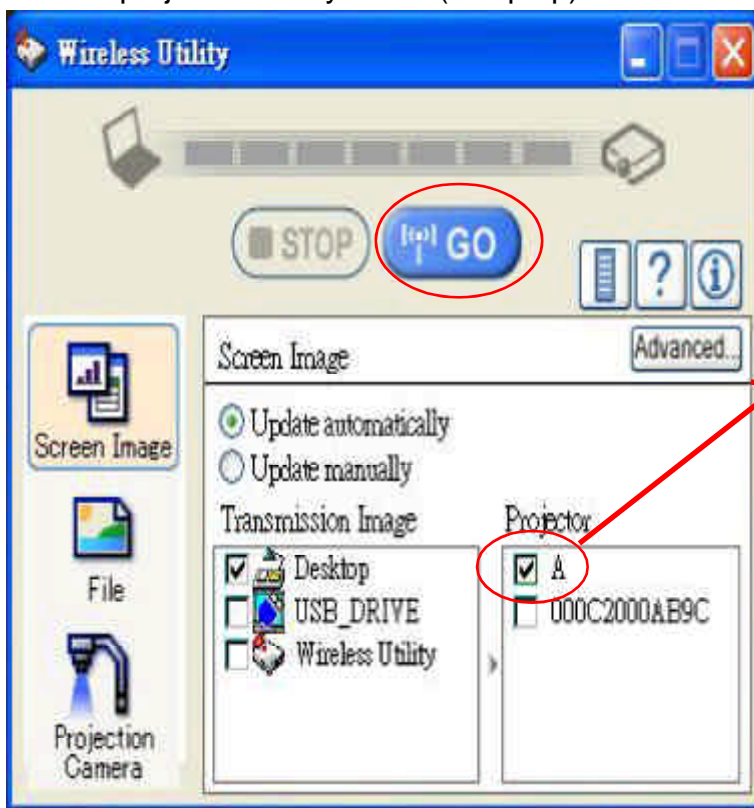 Wireless Utility
STOP
GO
?
i
Screen Image
Advanced...
Screen Image
Update automatically
Update manually
Transmission Image
Projector
Desktop
A
USB_DRIVE
000C2000AB9C
Wireless Utility
File
Projection
Camera